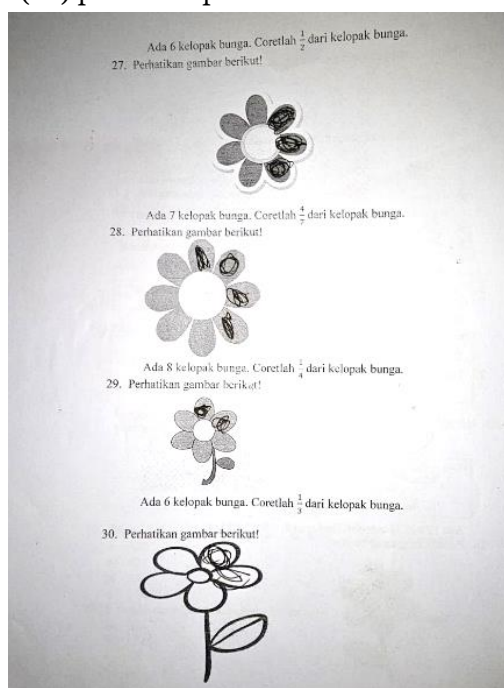 Ada 6 kelopak bunga. Coretlah 1/2 dari kelopak bunga.
27. Perhatikan gambar berikut!
Ada 7 kelopak bunga. Coretlah 4/7 dari kelopak bunga.
28. Perhatikan gambar berikut!
Ada 8 kelopak bunga. Coretlah 1/4 dari kelopak bunga.
29. Perhatikan gambar berikut!
Ada 6 kelopak bunga. Coretlah 1/3 dari kelopak bunga.
30. Perhatikan gambar berikut!